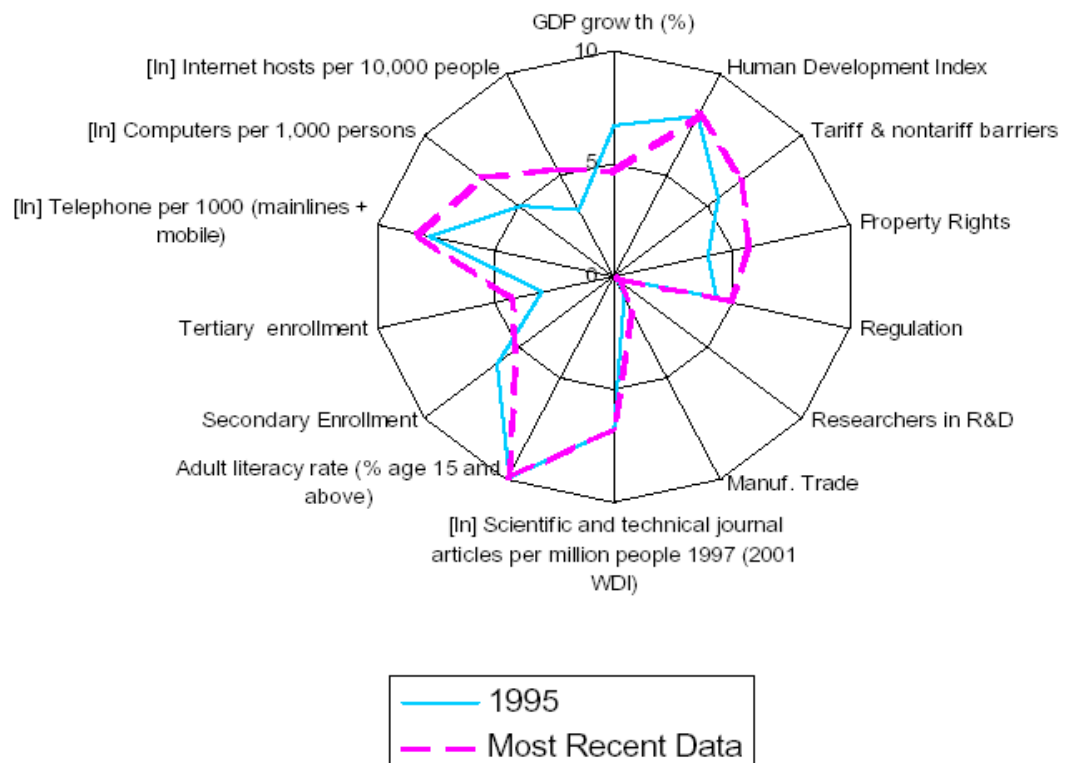 GDP grow th (%)
10
[ln] Internet hosts per 10,000 people
Human Development Index
[ln] Computers per 1,000 persons
Tariff & nontariff barriers
5
[ln] Telephone per 1000 (mainlines +
mobile)
Property Rights
0
Tertiary enrollment
Regulation
Secondary Enrollment
Researchers in R&D
Adult literacy rate (% age 15 and
above)
Manuf. Trade
[ln] Scientific and technical journal
articles per million people 1997 (2001
WDI)
1995
Most Recent Data